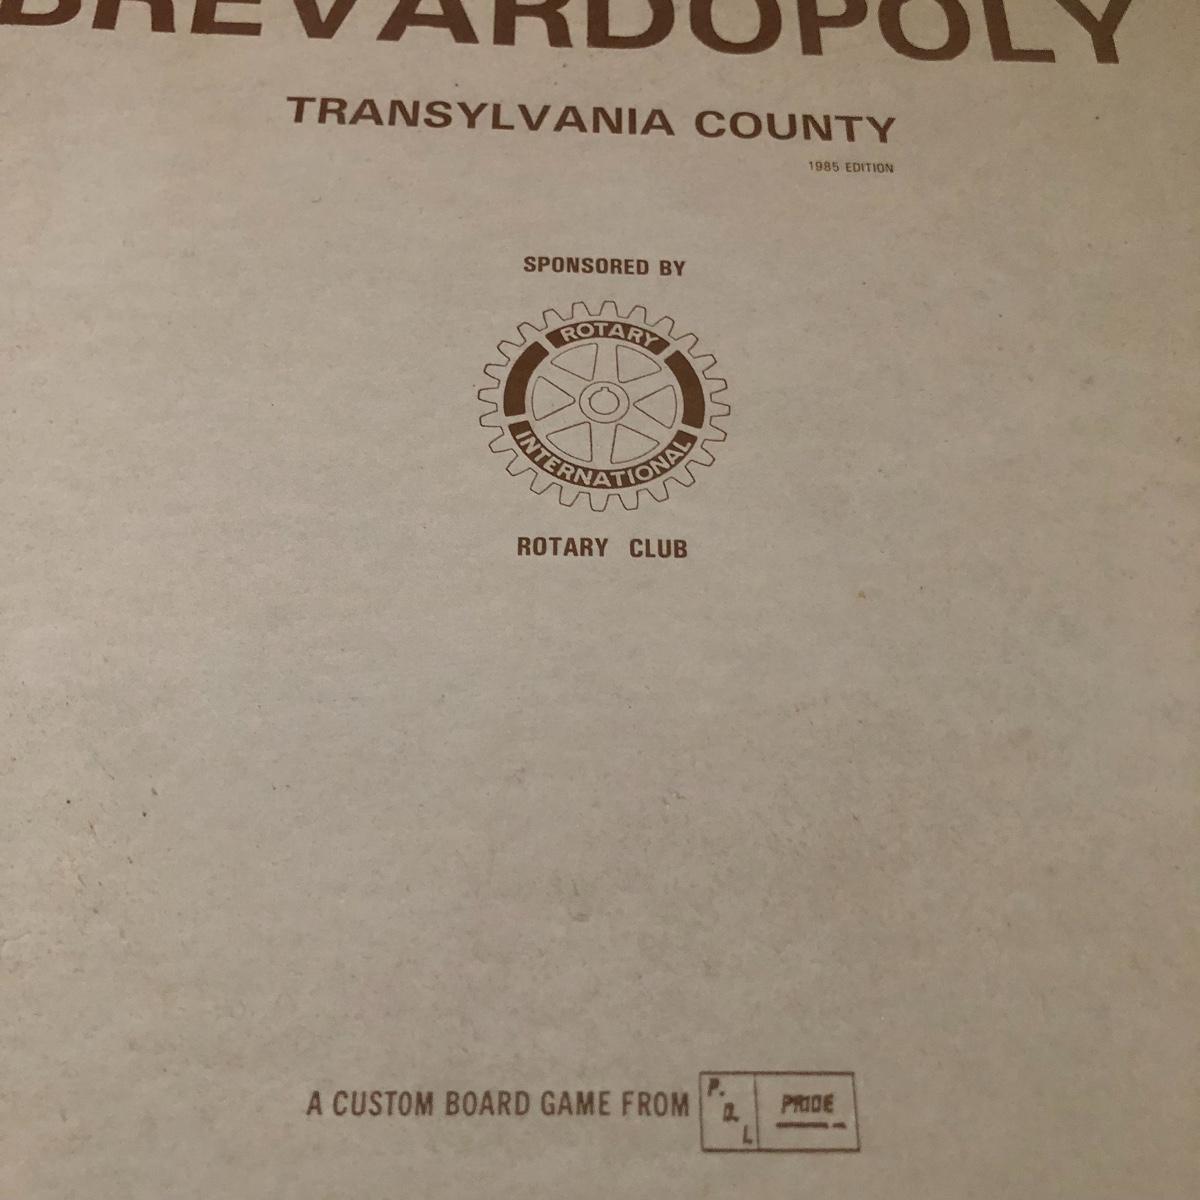 BREVARDOPOLY
TRANSYLVANIA COUNTY
1985 EDITION
SPONSORED BY
ROTARY
INTERNATIONAL
ROTARY CLUB
A CUSTOM BOARD GAME FROM
PRIDE